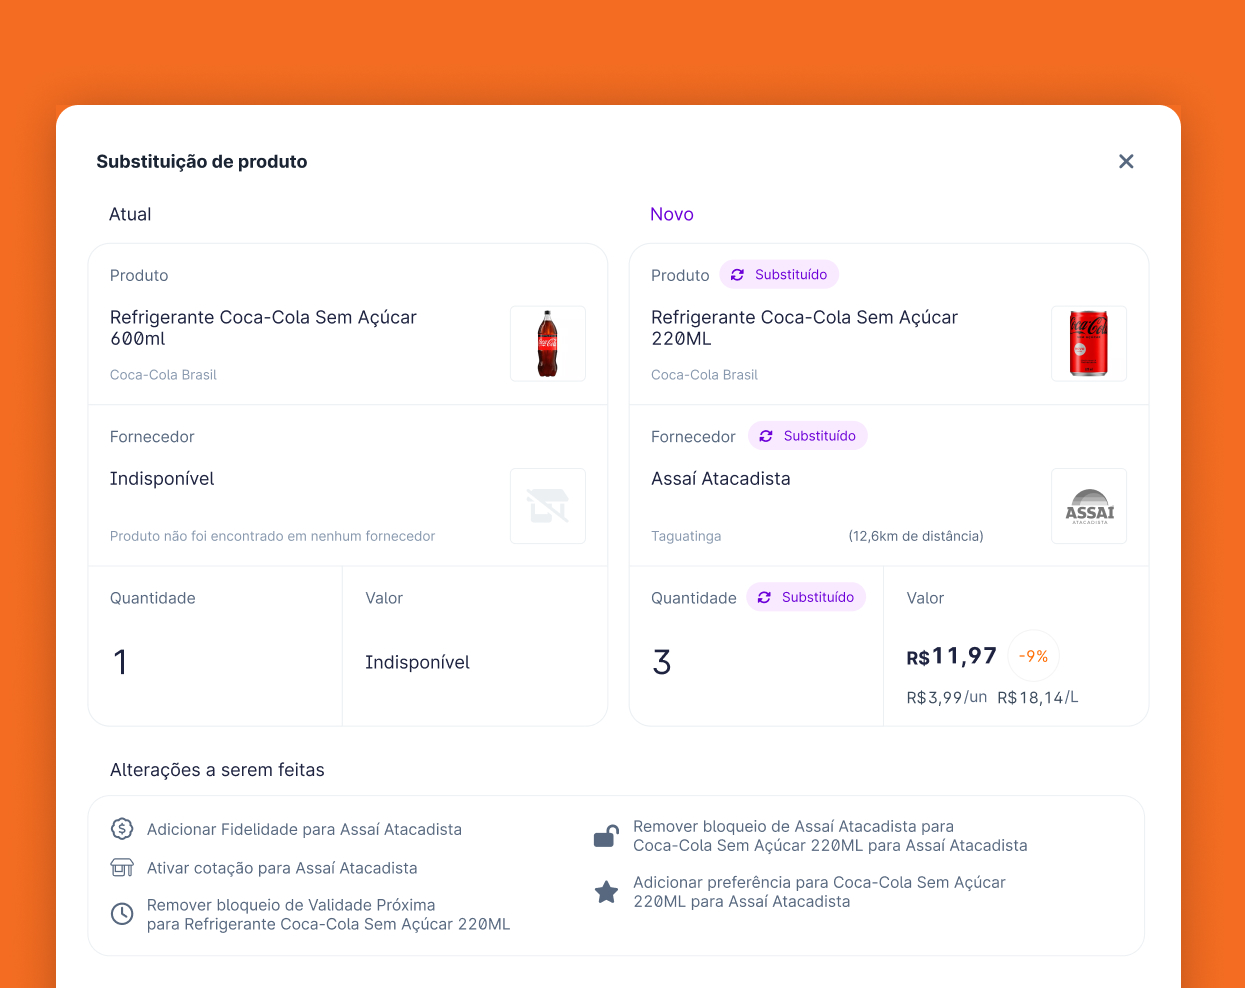 Substituição de produto
Atual
Novo
Produto
Refrigerante Coca-Cola Sem Açúcar
600ml
Coca-Cola Brasil
Coca-Cola
Fornecedor
Indisponível
Produto não foi encontrado em nenhum fornecedor
Quantidade
1
Valor
Indisponível
Produto
Substituído
Refrigerante Coca-Cola Sem Açúcar
220ML
Coca-Cola Brasil
Fornecedor
Substituído
Assaí Atacadista
Taguatinga
(12,6km de distância)
ASSAÍ
ATACADISTA
Quantidade
Substituído
3
Valor
R$11,97
-9%
R$3,99/un
R$18,14/L
Alterações a serem feitas
Adicionar Fidelidade para Assaí Atacadista
Ativar cotação para Assaí Atacadista
Remover bloqueio de Validade Próxima
para Refrigerante Coca-Cola Sem Açúcar 220ML
Remover bloqueio de Assaí Atacadista para
Coca-Cola Sem Açúcar 220ML para Assaí Atacadista
Adicionar preferência para Coca-Cola Sem Açúcar
220ML para Assaí Atacadista